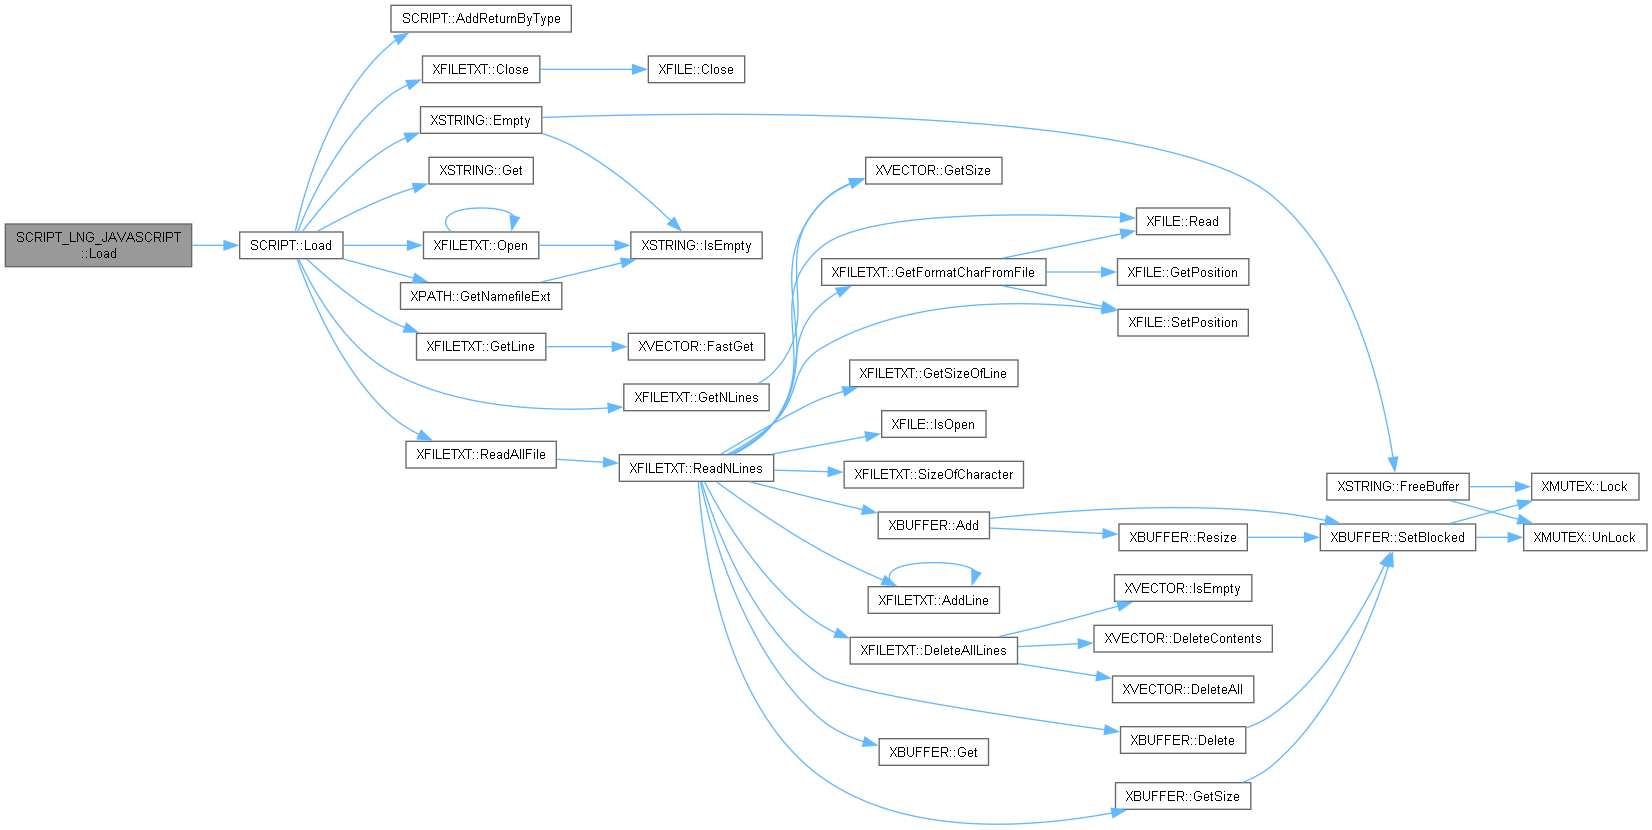 SCRIPT_LNG_JAVASCRIPT
::Load
SCRIPT::Load
SCRIPT::AddReturnByType
XFILETXT::Close
XFILE::Close
XSTRING::Empty
XSTRING::Get
XFILETXT::Open
XSTRING::IsEmpty
XPATH::GetNamefileExt
XFILETXT::GetLine
XVECTOR::FastGet
XFILETXT::GetNLines
XFILETXT::ReadAllFile
XFILETXT::ReadNLines
XVECTOR::GetSize
XFILE::Read
XFILETXT::GetFormatCharFromFile
XFILE::GetPosition
XFILE::SetPosition
XFILETXT::GetSizeOfLine
XFILE::IsOpen
XFILETXT::SizeOfCharacter
XBUFFER::Add
XBUFFER::Resize
XFILETXT::AddLine
XVECTOR::IsEmpty
XFILETXT::DeleteAllLines
XVECTOR::DeleteContents
XVECTOR::DeleteAll
XBUFFER::Delete
XBUFFER::Get
XBUFFER::GetSize
XSTRING::FreeBuffer
XBUFFER::SetBlocked
XMUTEX::Lock
XMUTEX::UnLock